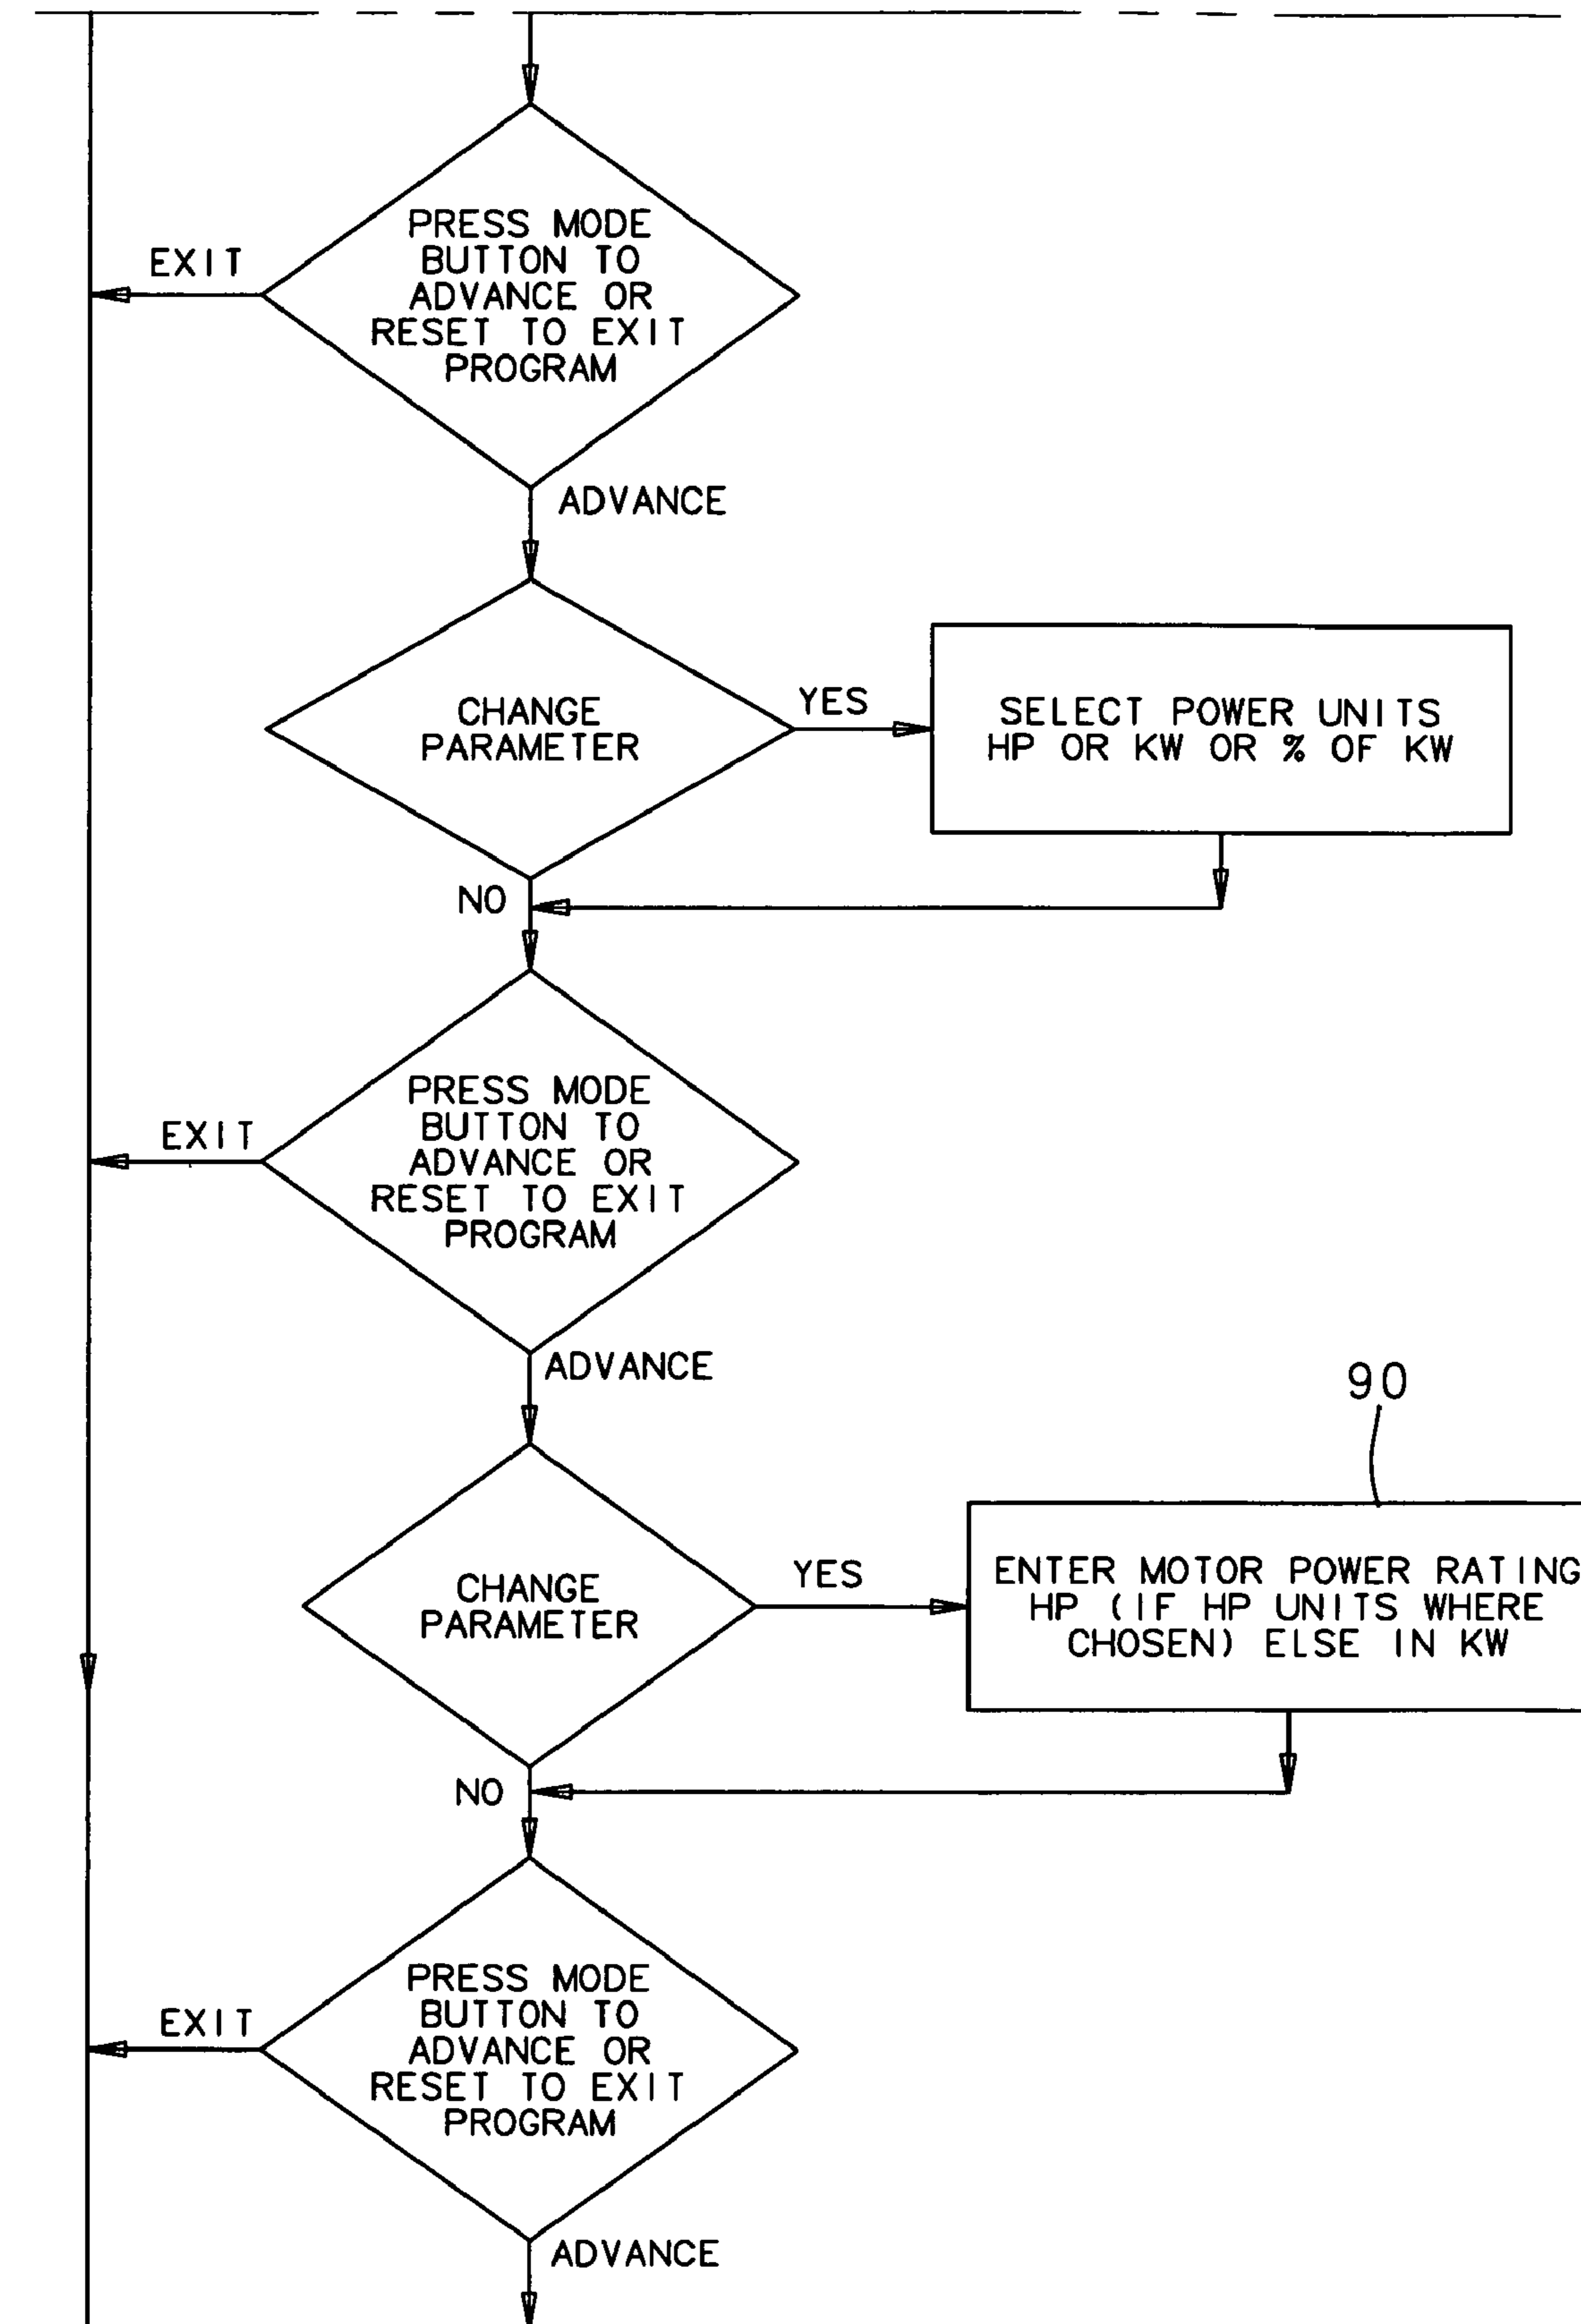 PRESS MODE
BUTTON TO
ADVANCE OR
RESET TO EXIT
PROGRAM
EXIT
ADVANCE
CHANGE
PARAMETER
YES
SELECT POWER UNITS
HP OR KW OR % OF KW
NO
PRESS MODE
BUTTON TO
ADVANCE OR
RESET TO EXIT
PROGRAM
EXIT
ADVANCE
90
CHANGE
PARAMETER
YES
ENTER MOTOR POWER RATING
HP (IF HP UNITS WHERE
CHOSEN) ELSE IN KW
NO
PRESS MODE
BUTTON TO
ADVANCE OR
RESET TO EXIT
PROGRAM
EXIT
ADVANCE